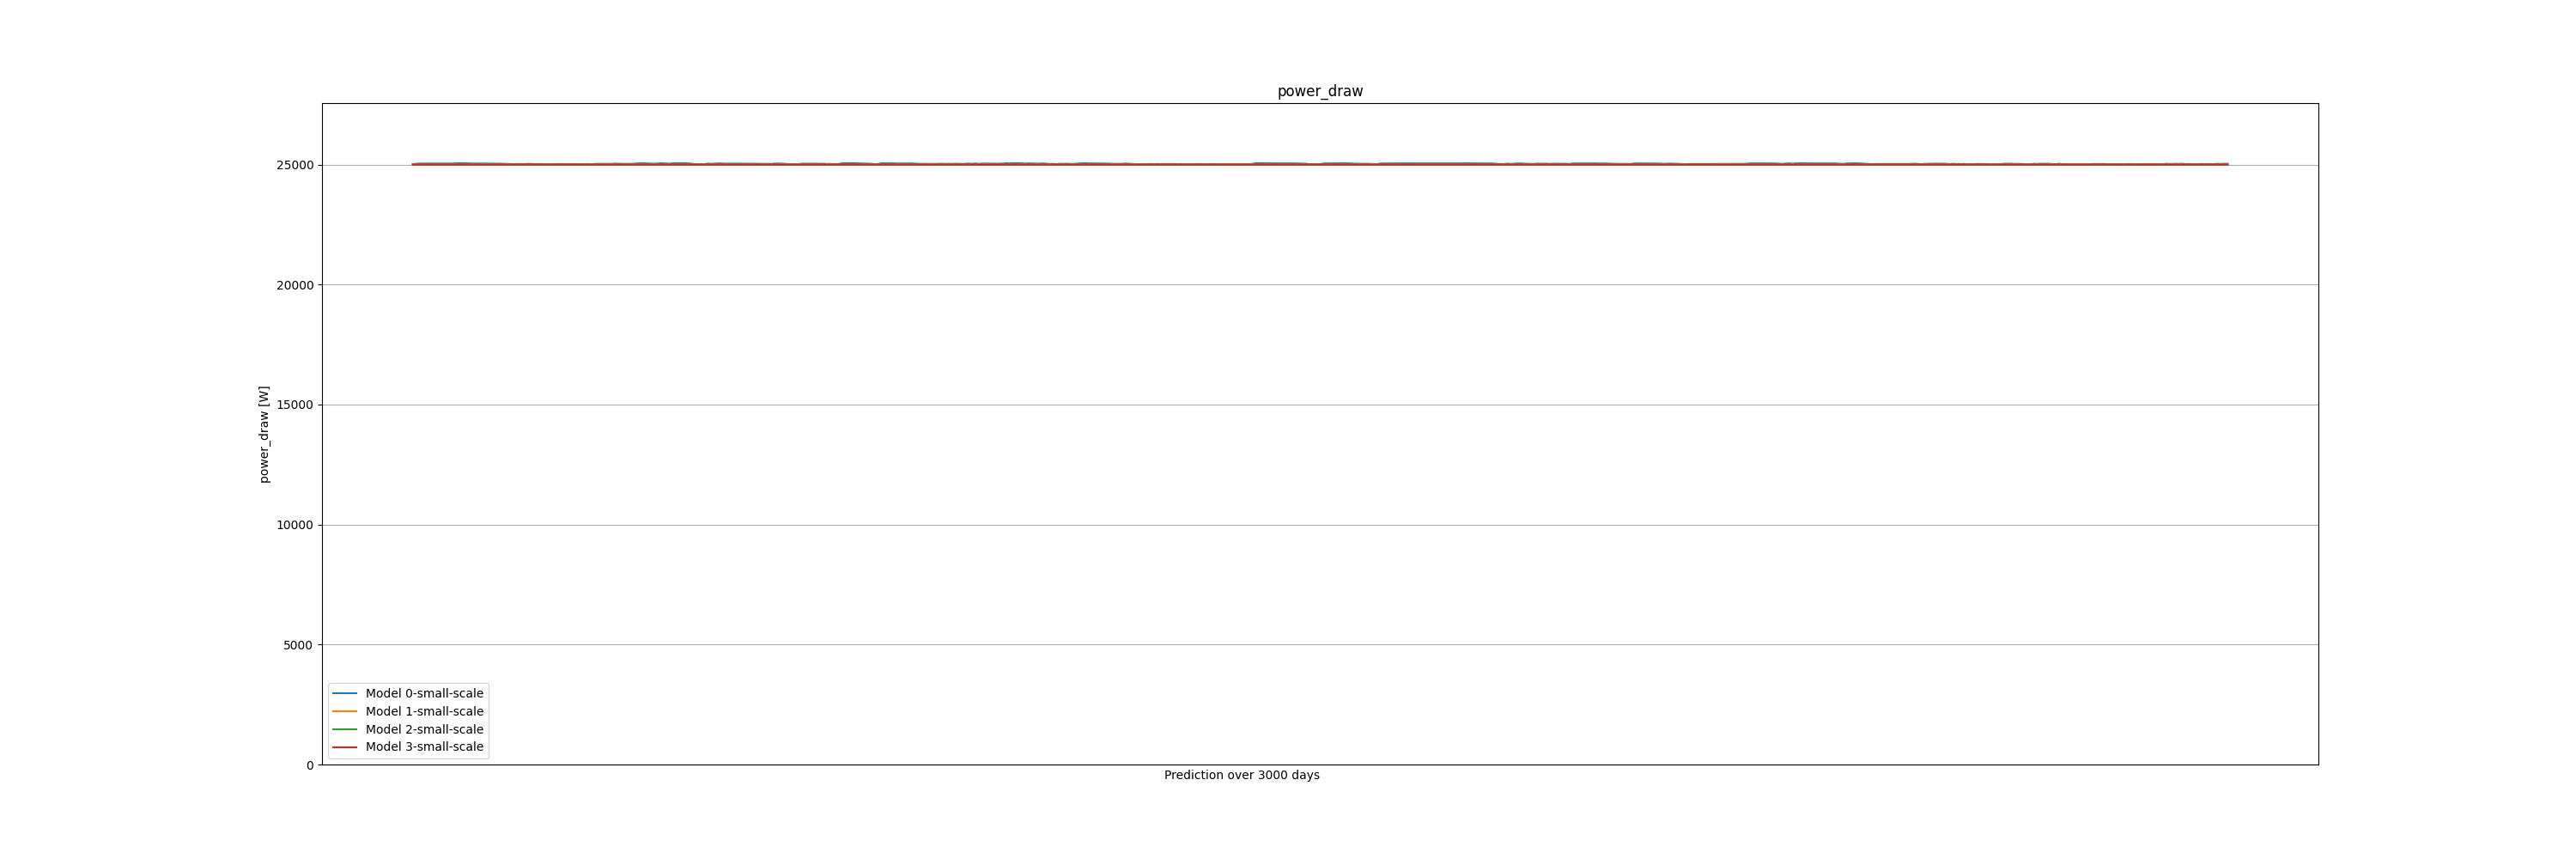 power_draw
25000
20000
15000
10000
5000
0
power_draw [W]
Model 0-small-scale
Model 1-small-scale
Model 2-small-scale
Model 3-small-scale
Prediction over 3000 days